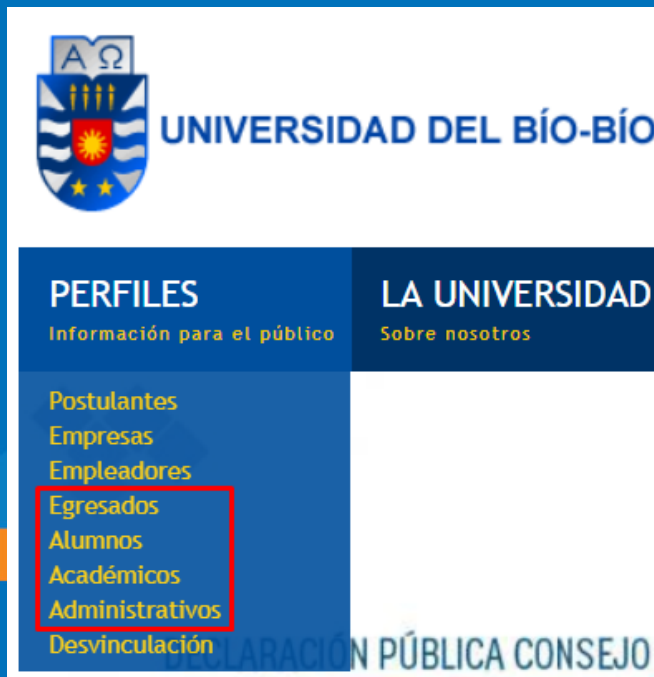 ΑΩ
UNIVERSIDAD DEL BÍO-BÍO
PERFILES
Información para el público
LA UNIVERSIDAD
Sobre nosotros
Postulantes
Empresas
Empleadores
Egresados
Alumnos
Académicos
Administrativos
Desvinculación
DECLARACIÓN PÚBLICA CONSEJO